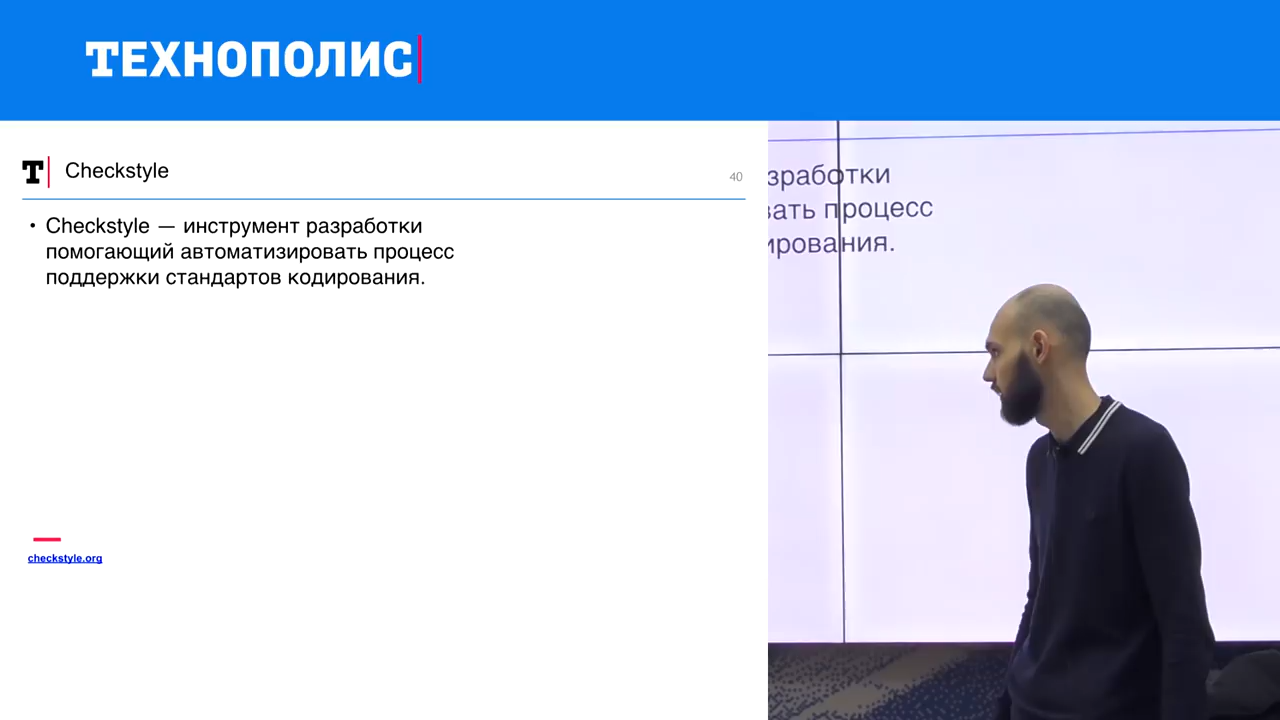 ТЕХНОПОЛИС
T
Checkstyle
40
• Checkstyle — инструмент разработки
помогающий автоматизировать процесс
поддержки стандартов кодирования.
checkstyle.org
зработки
вать процесс
ирования.